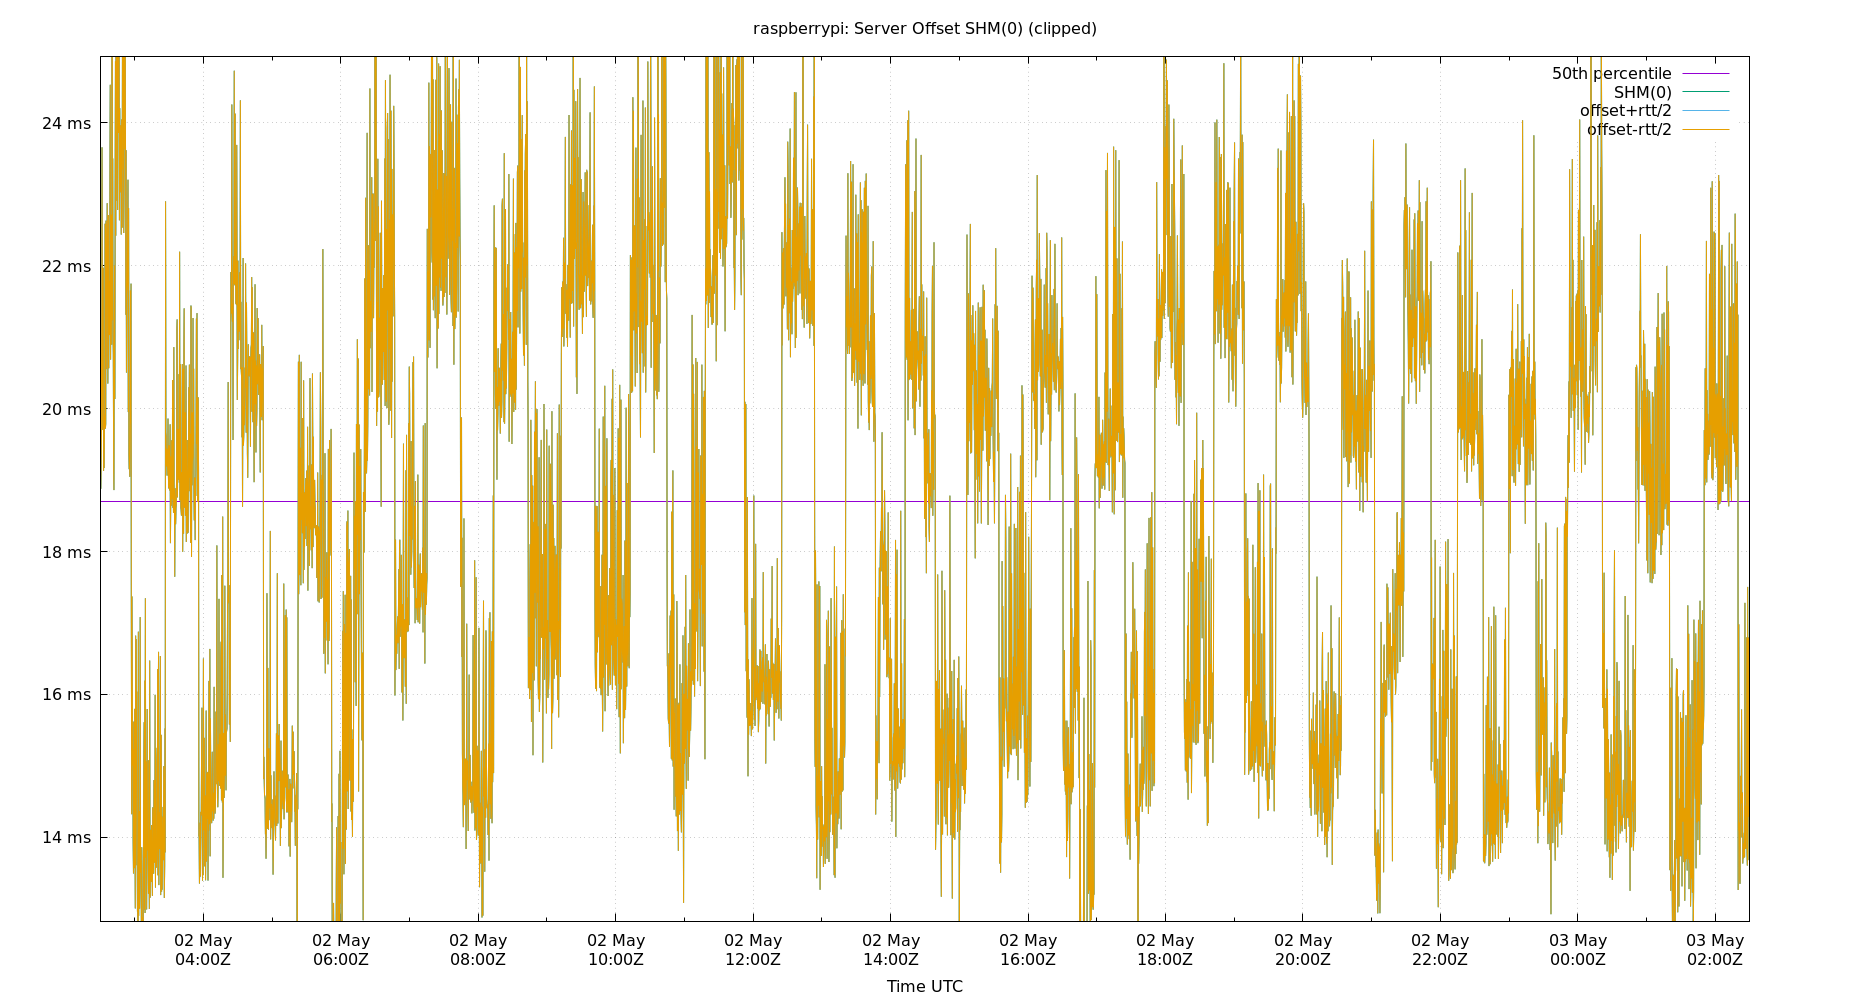 raspberrypi: Server Offset SHM(0) (clipped)
50th percentile
SHM(0)
offset+rtt/2
offset-rtt/2
24 ms
22 ms
20 ms
18 ms
16 ms
14 ms
02 May 02 May 02 May 02 May 02 May 02 May 02 May 02 May 02 May 02 May 03 May 03 May
04:00Z 06:00Z 08:00Z 10:00Z 12:00Z 14:00Z 16:00Z 18:00Z 20:00Z 22:00Z 00:00Z 02:00Z
Time UTC